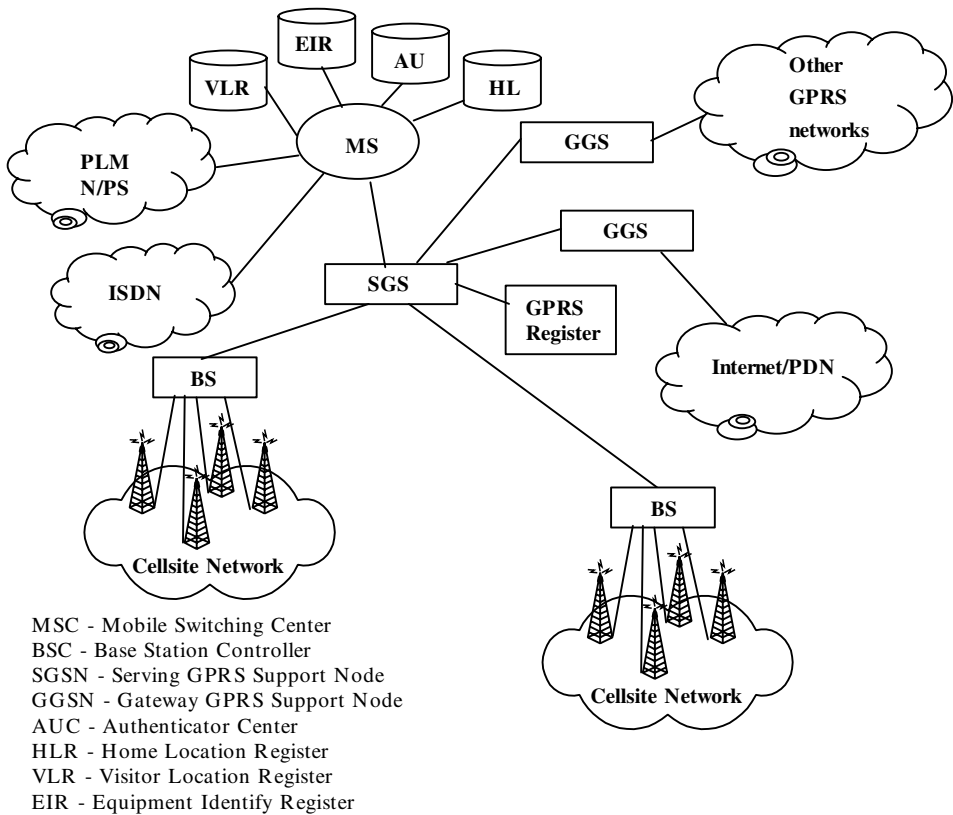 EIR
AU
VLR
HL
Other
GPRS
networks
MS
GGS
PLM
N/PS
GGS
ISDN
SGS
GPRS
Register
Internet/PDN
BS
BS
Cellsite Network
Cellsite Network
MSC - Mobile Switching Center
BSC - Base Station Controller
SGSN - Serving GPRS Support Node
GGSN - Gateway GPRS Support Node
AUC - Authenticator Center
HLR - Home Location Register
VLR - Visitor Location Register
EIR - Equipment Identify Register